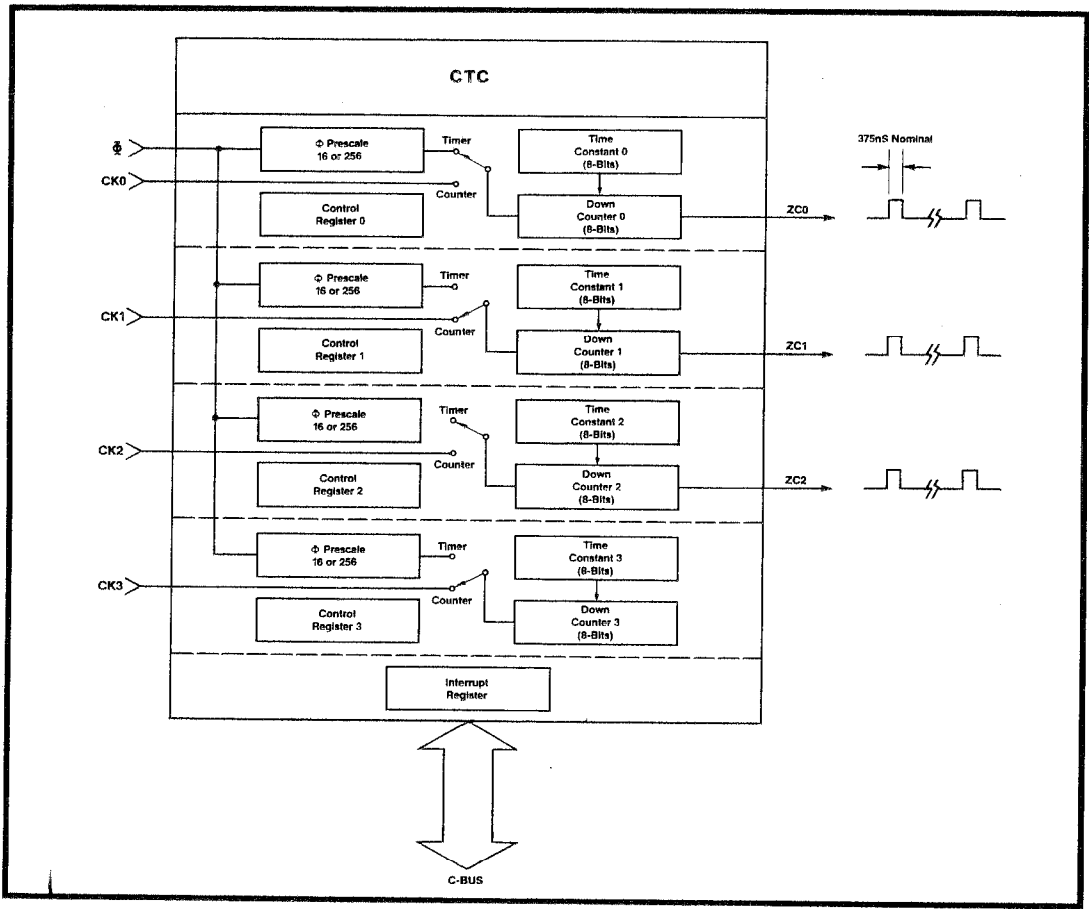 CTC
Φ
Φ Prescale
16 or 256
Timer
Time
Constant 0
(8-Bits)
375nS Nominal
CK0
Counter
Control
Register 0
Down
Counter 0
(8-Bits)
ZC0
Φ Prescale
16 or 256
Timer
Time
Constant 1
(8-Bits)
CK1
Counter
Control
Register 1
Down
Counter 1
(8-Bits)
ZC1
Φ Prescale
16 or 256
Timer
Time
Constant 2
(8-Bits)
CK2
Counter
Control
Register 2
Down
Counter 2
(8-Bits)
ZC2
Φ Prescale
16 or 256
Timer
Time
Constant 3
(8-Bits)
CK3
Counter
Control
Register 3
Down
Counter 3
(8-Bits)
Interrupt
Register
C-BUS